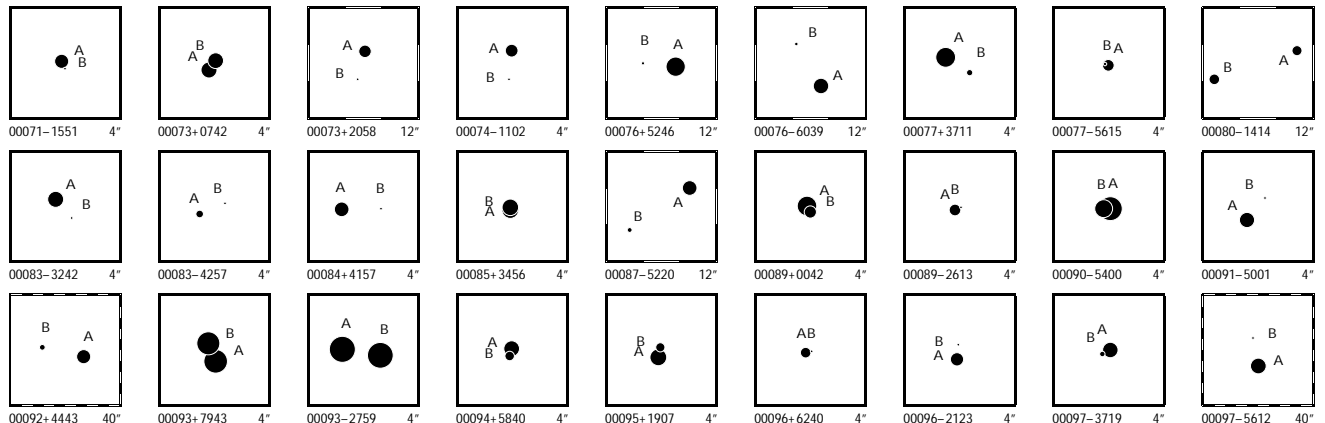 A B B A A B A B B A A B A B B A B A
00071−1551 4″ 00073+0742 4″ 00073+2058 12″ 00074−1102 4″ 00076+5246 12″ 00076−6039 12″ 00077+3711 4″ 00077−5615 4″ 00080−1414 12″
A B A B A B B A A B A B A B B A A B
00083−3242 4″ 00083−4257 4″ 00084+4157 4″ 00085+3456 4″ 00087−5220 12″ 00089+0042 4″ 00089−2613 4″ 00090−5400 4″ 00091−5001 4″
B A B A A B A B B A A B B A A B B A
00092+4443 40″ 00093+7943 4″ 00093−2759 4″ 00094+5840 4″ 00095+1907 4″ 00096+6240 4″ 00096−2123 4″ 00097−3719 4″ 00097−5612 40″